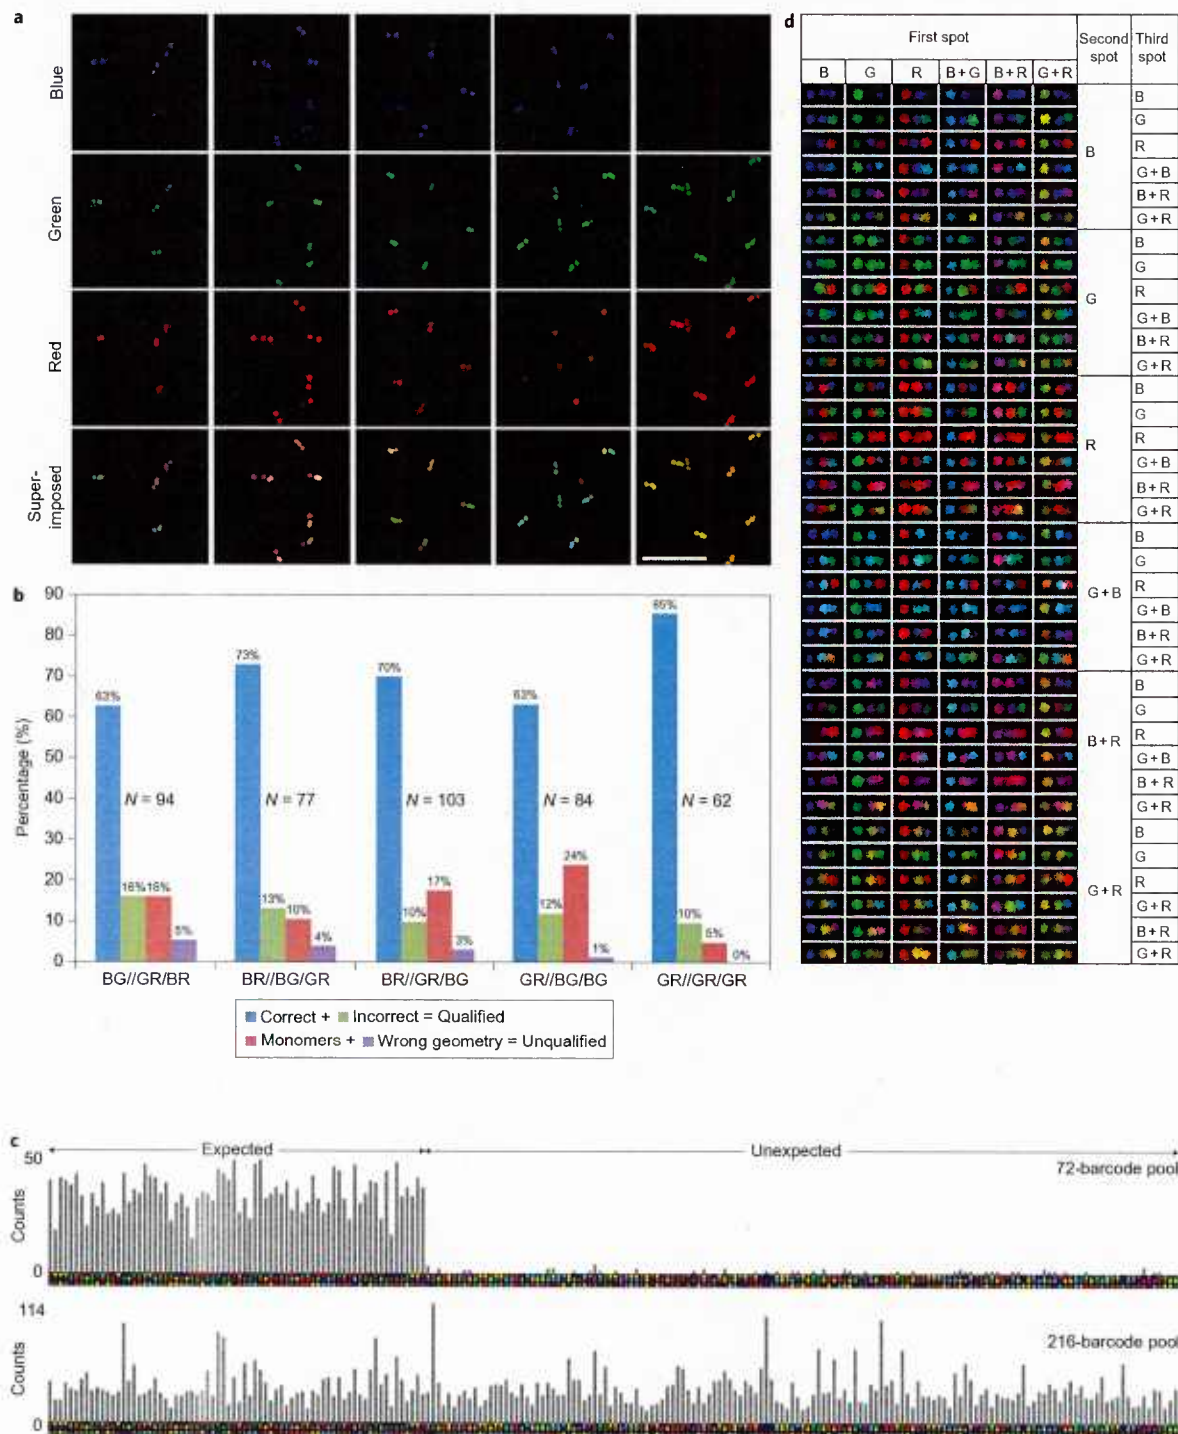 a
Blue
Green
Red
Super-
imposed
b
Percentage (%)
90
80
70
60
50
40
30
20
10
0
63%
16%
16%
5%
N = 94
73%
13%
10%
4%
N = 77
70%
10%
17%
3%
N = 103
63%
12%
24%
1%
N = 84
85%
10%
5%
0%
N = 62
BG//GR/BR
BR//BG/GR
BR//GR/BG
GR//BG/BG
GR//GR/GR
Correct + Incorrect = Qualified
Monomers + Wrong geometry = Unqualified
d
First spot
Second
spot
Third
spot
B G R B+G B+R G+R
B
B
G
R
G+B
B+R
G+R
G
B
G
R
G+B
B+R
G+R
R
B
G
R
G+B
B+R
G+R
G+B
B
G
R
G+B
B+R
G+R
B+R
B
G
R
G+B
B+R
G+R
G+R
B
G
R
G+R
B+R
G+R
c
Expected
Unexpected
72-barcode pool
50
Counts
0
216-barcode pool
114
Counts
0